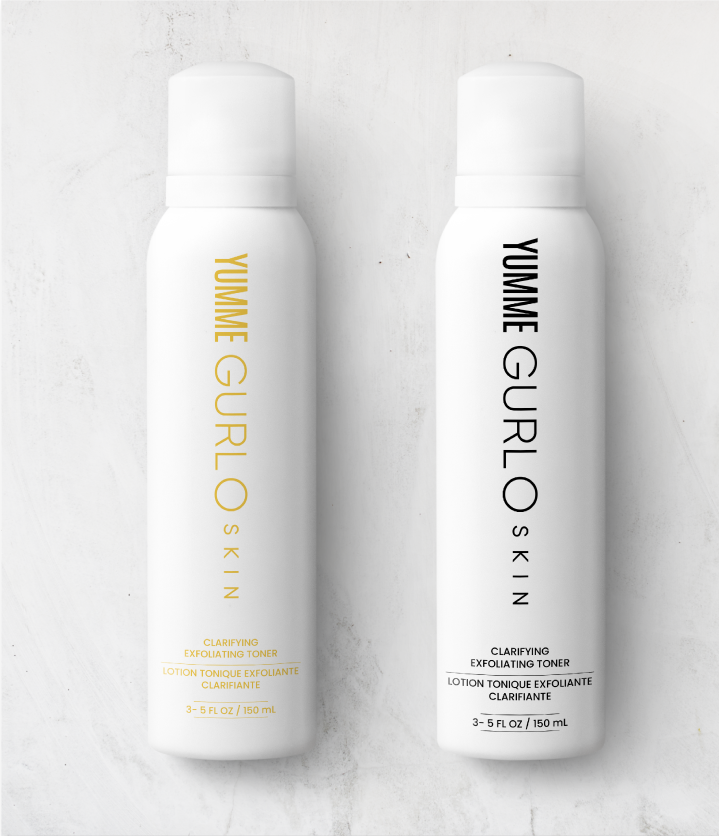 YUMME GURLO SKIN
CLARIFYING
EXFOLIATING TONER
LOTION TONIQUE EXFOLIANTE
CLARIFIANTE
3- 5 FL OZ / 150 mL
YUMME GURLO SKIN
CLARIFYING
EXFOLIATING TONER
LOTION TONIQUE EXFOLIANTE
CLARIFIANTE
3- 5 FL OZ / 150 mL